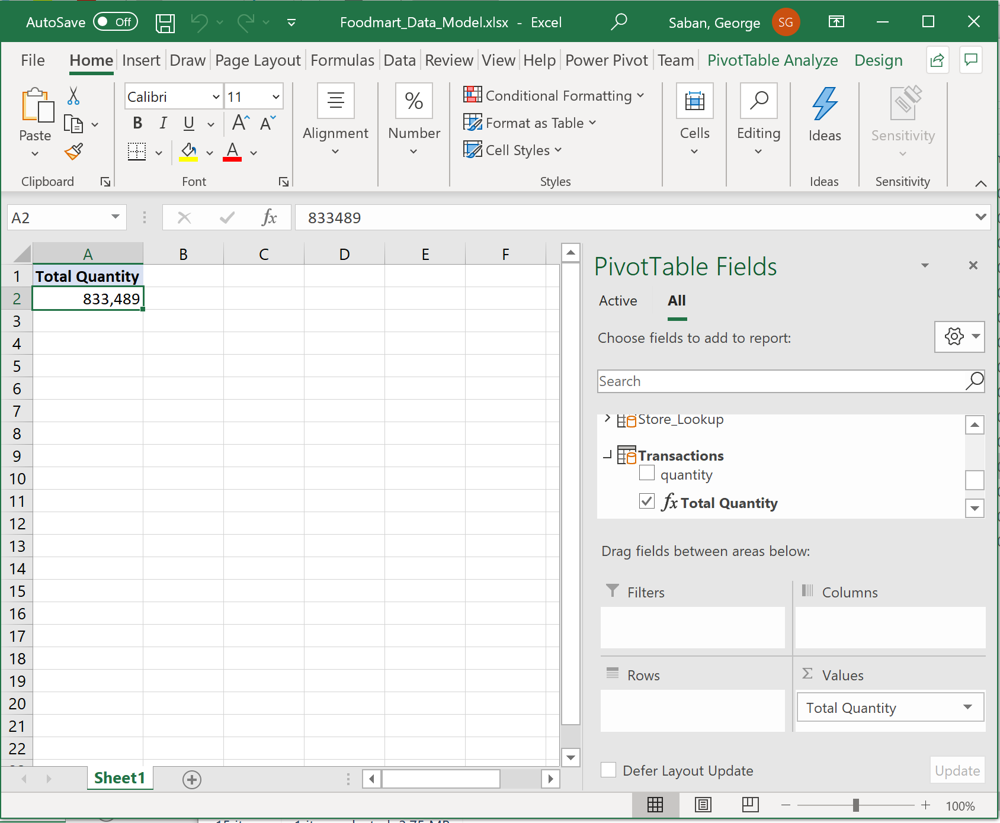 AutoSave Off Foodmart_Data_Model.xlsx - Excel Saban, George SG
File Home Insert Draw Page Layout Formulas Data Review View Help Power Pivot Team PivotTable Analyze Design
Paste
Calibri 11
B I U A A
A
Alignment
%
Number
Conditional Formatting
Format as Table
Cell Styles
Cells
Editing
Ideas
Sensitivity
Clipboard Font Styles Ideas Sensitivity
A2 fx 833489
A B C D E F
1 Total Quantity
2 833,489
3
4
5
6
7
8
9
10
11
12
13
14
15
16
17
18
19
20
21
22
PivotTable Fields
Active All
Choose fields to add to report:
Search
Store_Lookup
Transactions
quantity
fx Total Quantity
Drag fields between areas below:
Filters Columns
Rows Σ Values
Total Quantity
Defer Layout Update Update
Sheet1
100%